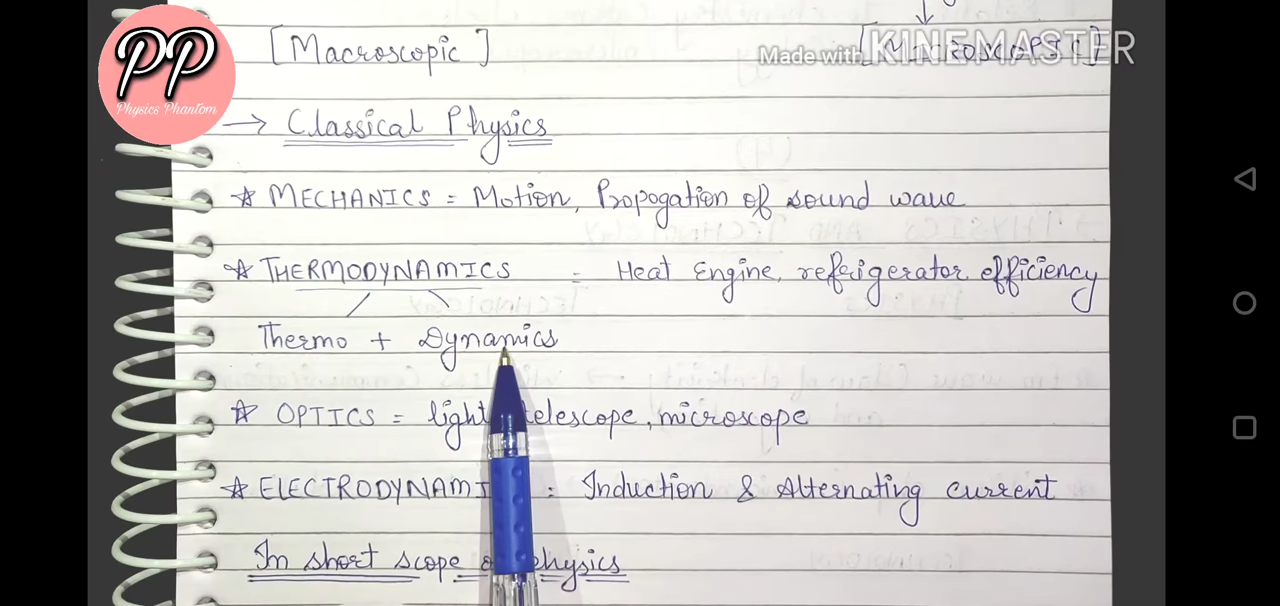 PP
Physics Phantom
[Macroscopic]
Made with KINEMASTER
→ Classical Physics
☆ MECHANICS = Motion, Propogation of sound wave
☆ THERMODYNAMICS = Heat Engine, refrigerator efficiency
Thermo + Dynamics
☆ OPTICS = light, telescope, microscope
☆ ELECTRODYNAMI = Induction & Alternating current
In short scope physics